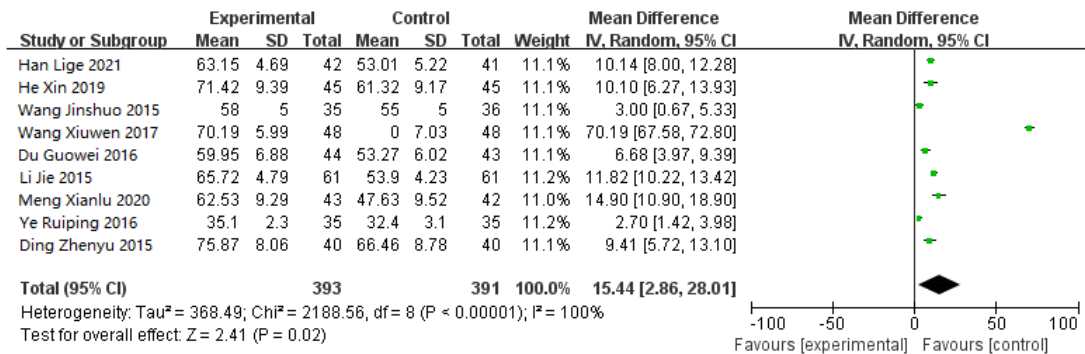 Experimental Control Mean Difference Mean Difference
Study or Subgroup Mean SD Total Mean SD Total Weight IV, Random, 95% CI IV, Random, 95% CI
Han Lige 2021 63.15 4.69 42 53.01 5.22 41 11.1% 10.14 [8.00, 12.28]
He Xin 2019 71.42 9.39 45 61.32 9.17 45 11.1% 10.10 [6.27, 13.93]
Wang Jinshuo 2015 58 5 35 55 5 36 11.1% 3.00 [0.67, 5.33]
Wang Xiuwen 2017 70.19 5.99 48 0 7.03 48 11.1% 70.19 [67.58, 72.80]
Du Guowei 2016 59.95 6.88 44 53.27 6.02 43 11.1% 6.68 [3.97, 9.39]
Li Jie 2015 65.72 4.79 61 53.9 4.23 61 11.2% 11.82 [10.22, 13.42]
Meng Xianlu 2020 62.53 9.29 43 47.63 9.52 42 11.0% 14.90 [10.90, 18.90]
Ye Ruiping 2016 35.1 2.3 35 32.4 3.1 35 11.2% 2.70 [1.42, 3.98]
Ding Zhenyu 2015 75.87 8.06 40 66.46 8.78 40 11.1% 9.41 [5.72, 13.10]
Total (95% CI) 393 391 100.0% 15.44 [2.86, 28.01]
Heterogeneity: Tau² = 368.49; Chi² = 2188.56, df = 8 (P < 0.00001); I² = 100%
Test for overall effect: Z = 2.41 (P = 0.02)
-100 -50 0 50 100
Favours [experimental] Favours [control]